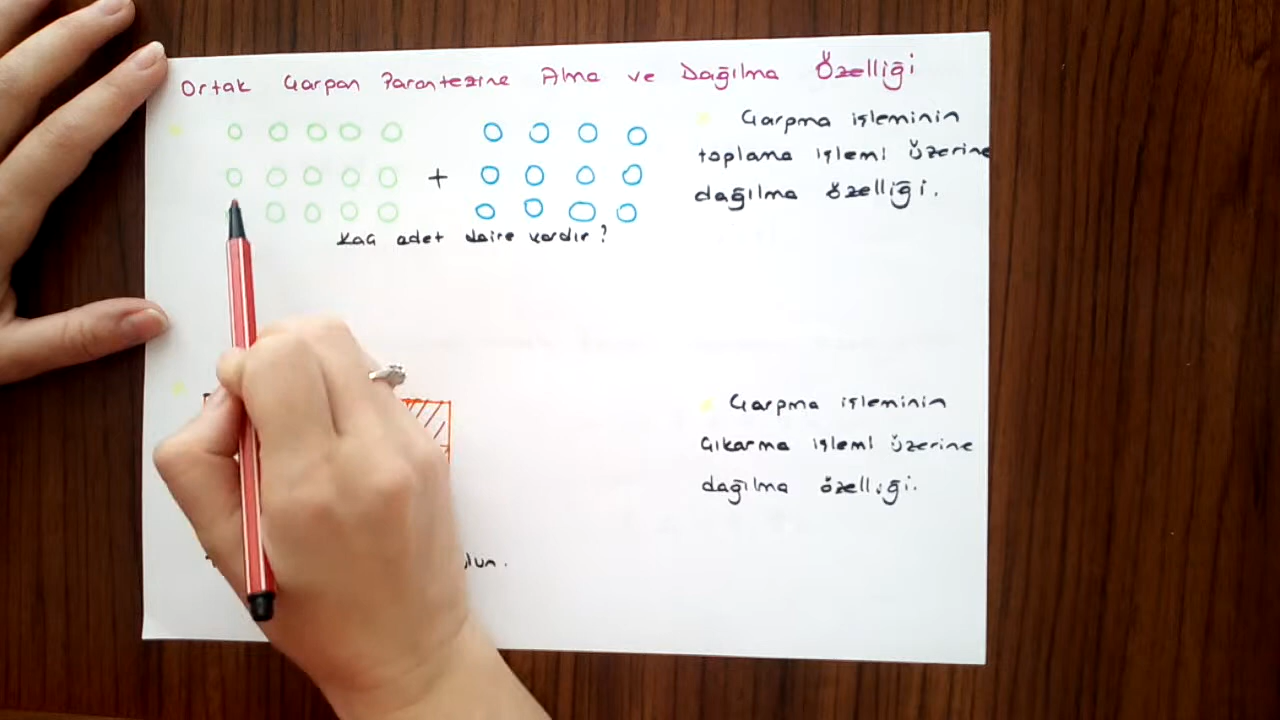 Ortak Çarpan Parantezine Alma ve Dağılma Özelliği
+
Kaç adet daire vardır?
Çarpma işleminin
toplama işlemi üzerine
dağılma özelliği.
Çarpma işleminin
çıkarma işlemi üzerine
dağılma özelliği.